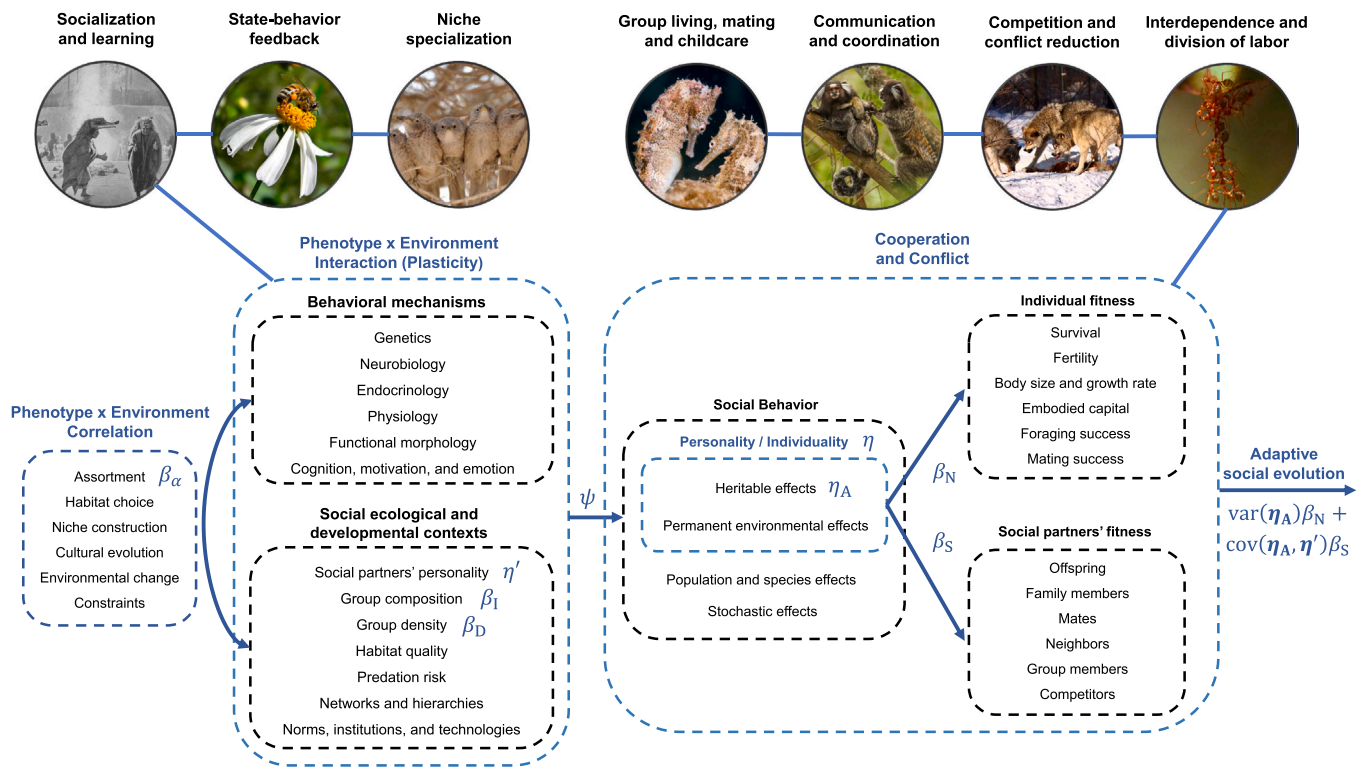 Socialization
and learning
State-behavior
feedback
Niche
specialization
Group living, mating
and childcare
Communication
and coordination
Competition and
conflict reduction
Interdependence and
division of labor
Phenotype x Environment
Interaction (Plasticity)
Cooperation
and Conflict
Behavioral mechanisms
Genetics
Neurobiology
Endocrinology
Physiology
Functional morphology
Cognition, motivation, and emotion
Phenotype x Environment
Correlation
Assortment βα
Habitat choice
Niche construction
Cultural evolution
Environmental change
Constraints
Social ecological and
developmental contexts
Social partners' personality η′
Group composition βI
Group density βD
Habitat quality
Predation risk
Networks and hierarchies
Norms, institutions, and technologies
ψ
Social Behavior
Personality / Individuality η
Heritable effects ηA
Permanent environmental effects
Population and species effects
Stochastic effects
βN
βS
Individual fitness
Survival
Fertility
Body size and growth rate
Embodied capital
Foraging success
Mating success
Social partners' fitness
Offspring
Family members
Mates
Neighbors
Group members
Competitors
Adaptive
social evolution
var(ηA)βN +
cov(ηA, η′)βS